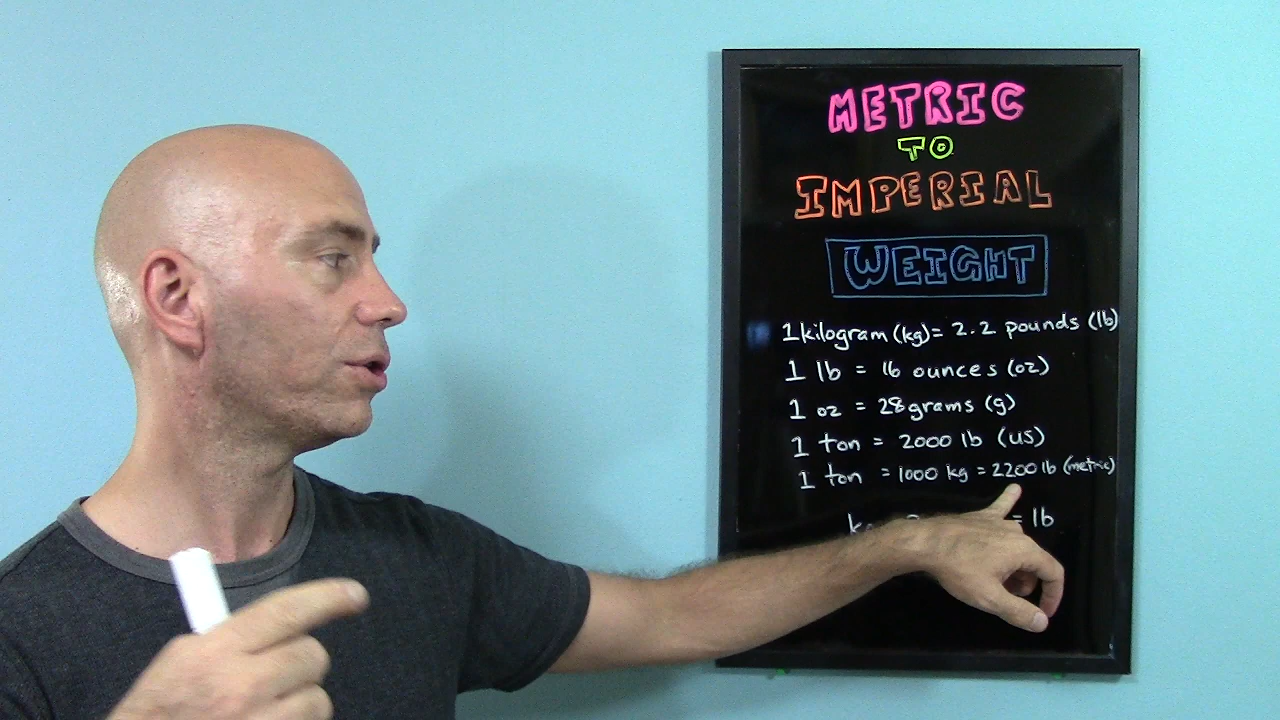 METRIC
TO
IMPERIAL
WEIGHT
1 kilogram (kg) = 2.2 pounds (lb)
1 lb = 16 ounces (oz)
1 oz = 28 grams (g)
1 ton = 2000 lb (us)
1 ton = 1000 kg = 2200 lb (metric)
= lb